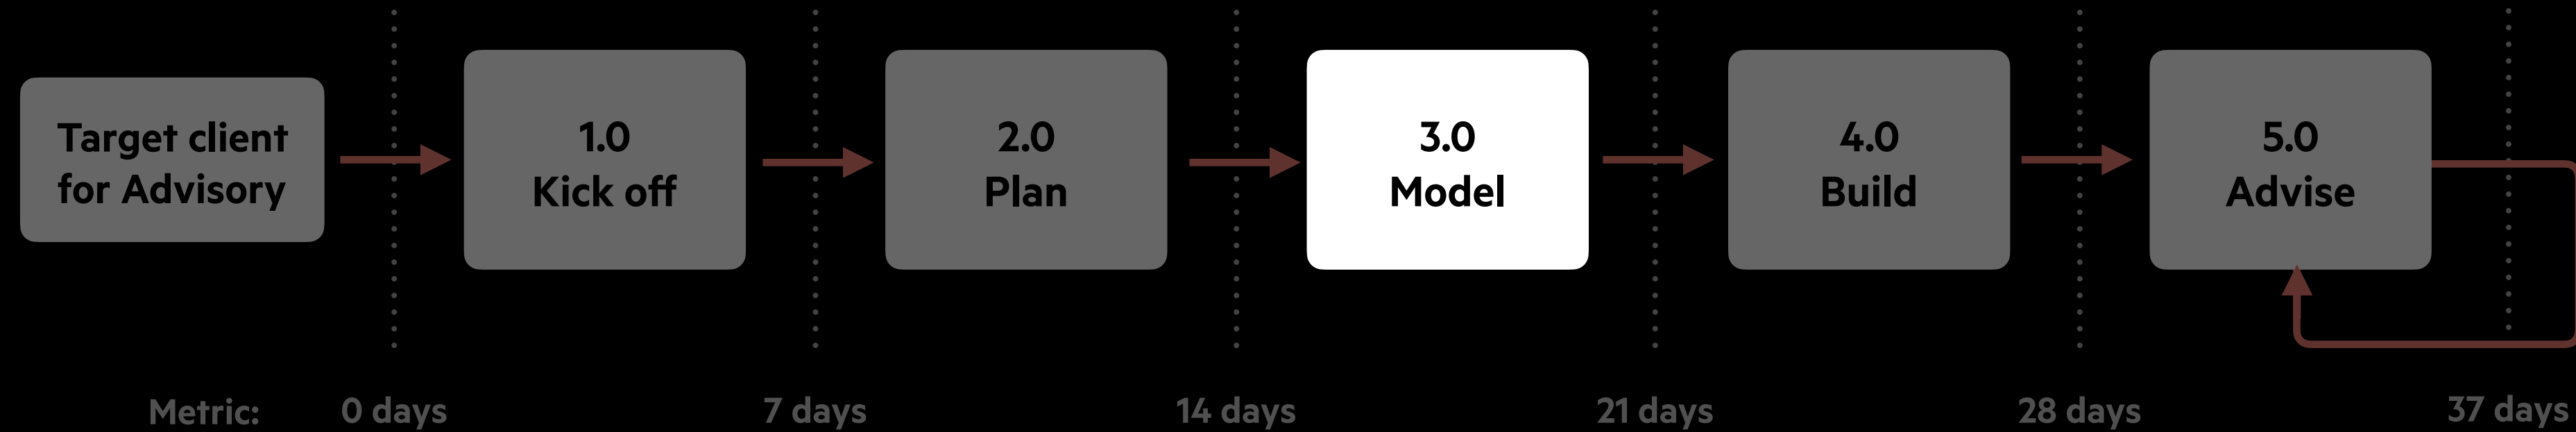 Target client
for Advisory
1.0
Kick off
2.0
Plan
3.0
Model
4.0
Build
5.0
Advise
Metric:
0 days
7 days
14 days
21 days
28 days
37 days